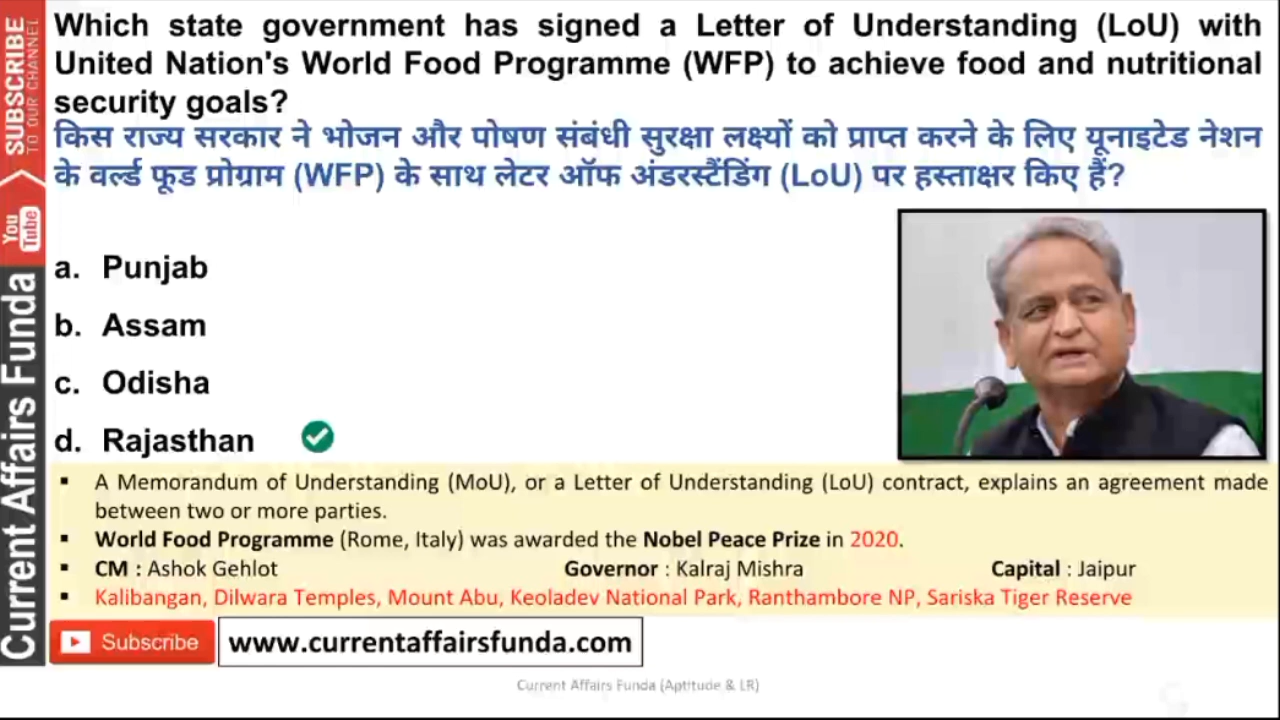 Which state government has signed a Letter of Understanding (LoU) with
United Nation's World Food Programme (WFP) to achieve food and nutritional
security goals?
किस राज्य सरकार ने भोजन और पोषण संबंधी सुरक्षा लक्ष्यों को प्राप्त करने के लिए यूनाइटेड नेशन
के वर्ल्ड फूड प्रोग्राम (WFP) के साथ लेटर ऑफ अंडरस्टैंडिंग (LoU) पर हस्ताक्षर किए हैं?
a. Punjab
b. Assam
c. Odisha
d. Rajasthan
▪ A Memorandum of Understanding (MoU), or a Letter of Understanding (LoU) contract, explains an agreement made
between two or more parties.
▪ World Food Programme (Rome, Italy) was awarded the Nobel Peace Prize in 2020.
▪ CM : Ashok Gehlot Governor : Kalraj Mishra Capital : Jaipur
▪ Kalibangan, Dilwara Temples, Mount Abu, Keoladev National Park, Ranthambore NP, Sariska Tiger Reserve
Subscribe
www.currentaffairsfunda.com
Current Affairs Funda (Aptitude & LR)
SUBSCRIBE
TO OUR CHANNEL
You
Tube
Current Affairs Funda